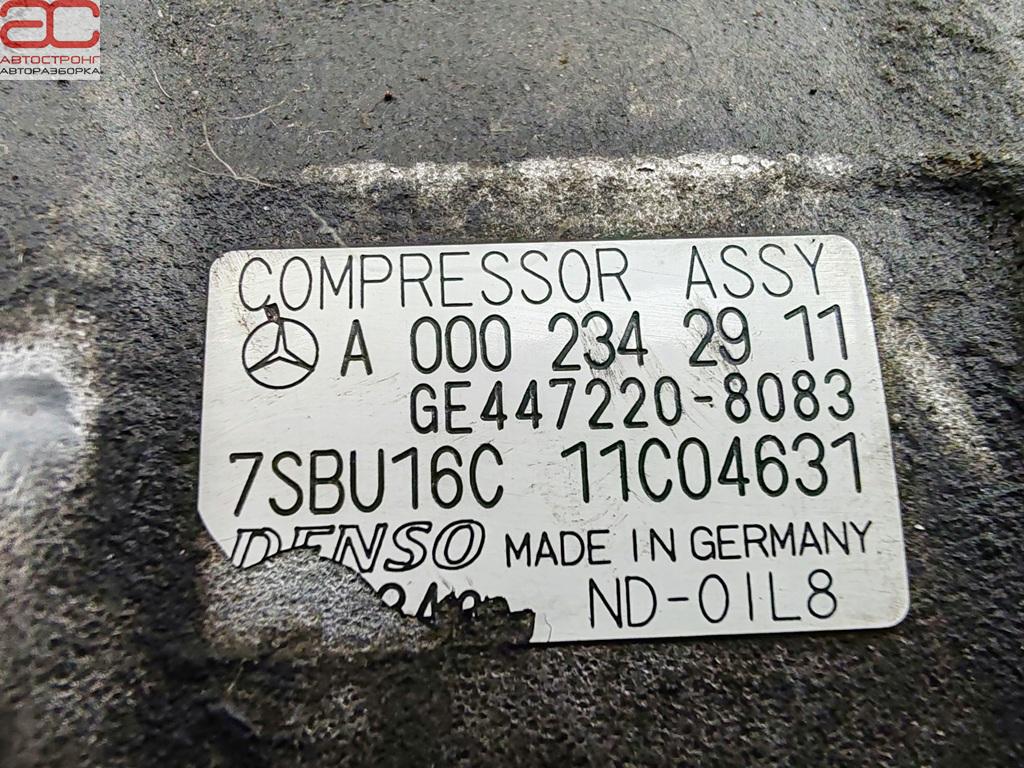 АС
АВТОСТРОНГ
АВТОРАЗБОРКА
COMPRESSOR ASSY
A 000 234 29 11
GE447220-8083
7SBU16C 11C04631
DENSO MADE IN GERMANY
ND-OIL8